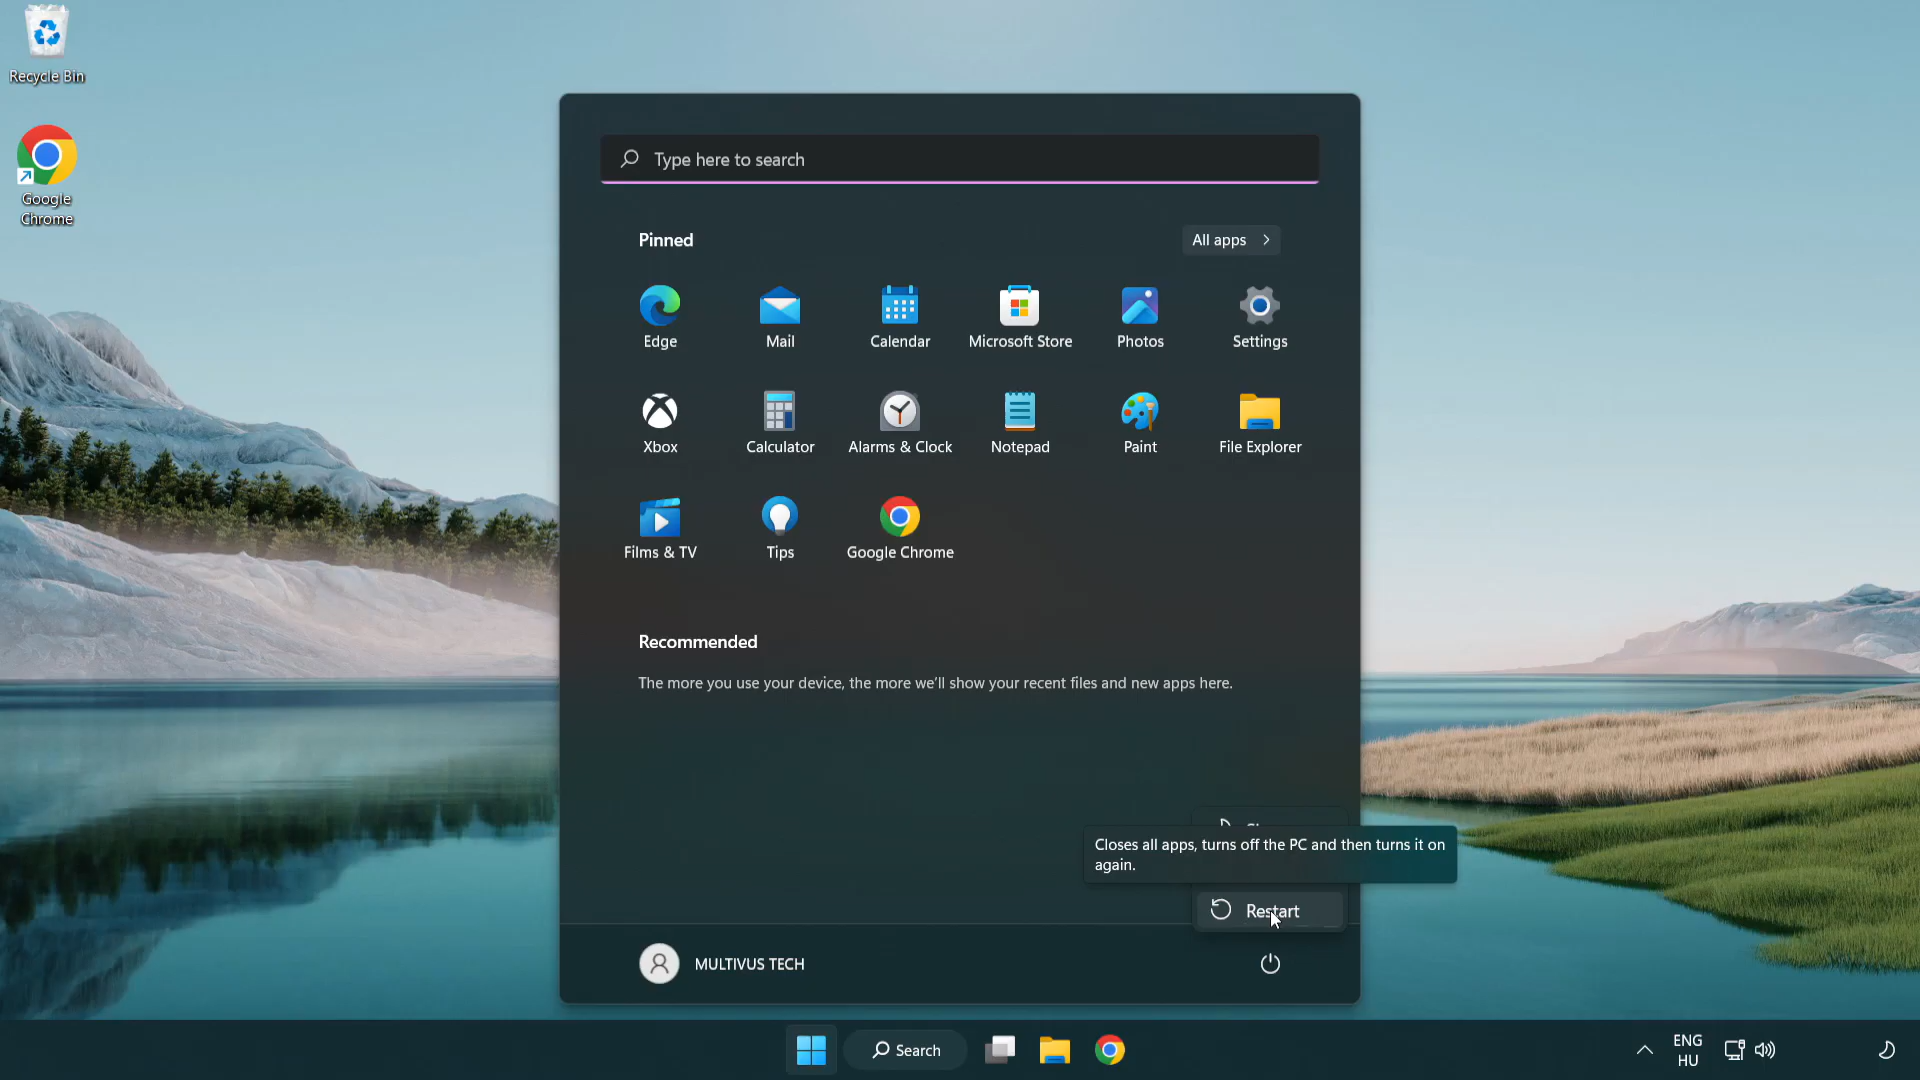 Recycle Bin
Google
Chrome
Type here to search
Pinned
All apps
Edge
Mail
Calendar
Microsoft Store
Photos
Settings
Xbox
Calculator
Alarms & Clock
Notepad
Paint
File Explorer
Films & TV
Tips
Google Chrome
Recommended
The more you use your device, the more we'll show your recent files and new apps here.
Closes all apps, turns off the PC and then turns it on
again.
Restart
MULTIVUS TECH
Search
ENG
HU